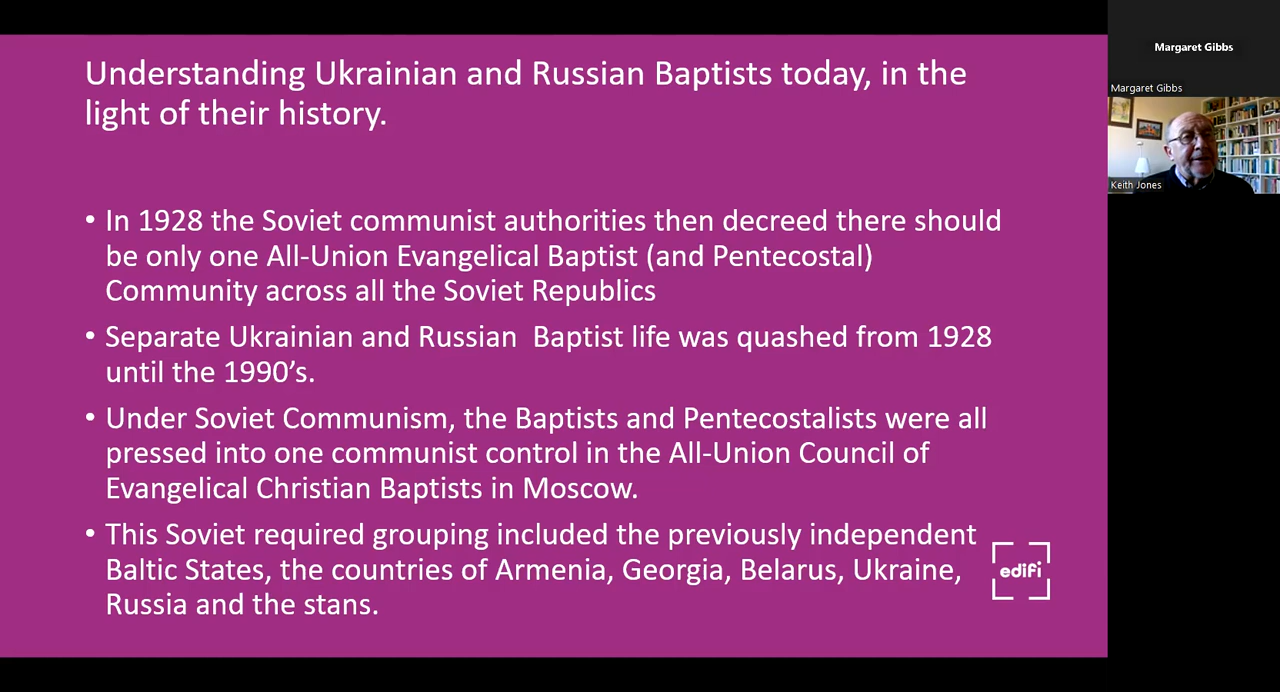 Understanding Ukrainian and Russian Baptists today, in the
light of their history.
• In 1928 the Soviet communist authorities then decreed there should
be only one All-Union Evangelical Baptist (and Pentecostal)
Community across all the Soviet Republics
• Separate Ukrainian and Russian  Baptist life was quashed from 1928
until the 1990’s.
• Under Soviet Communism, the Baptists and Pentecostalists were all
pressed into one communist control in the All-Union Council of
Evangelical Christian Baptists in Moscow.
• This Soviet required grouping included the previously independent
Baltic States, the countries of Armenia, Georgia, Belarus, Ukraine,
Russia and the stans.
edifi
Margaret Gibbs
Margaret Gibbs
Keith Jones